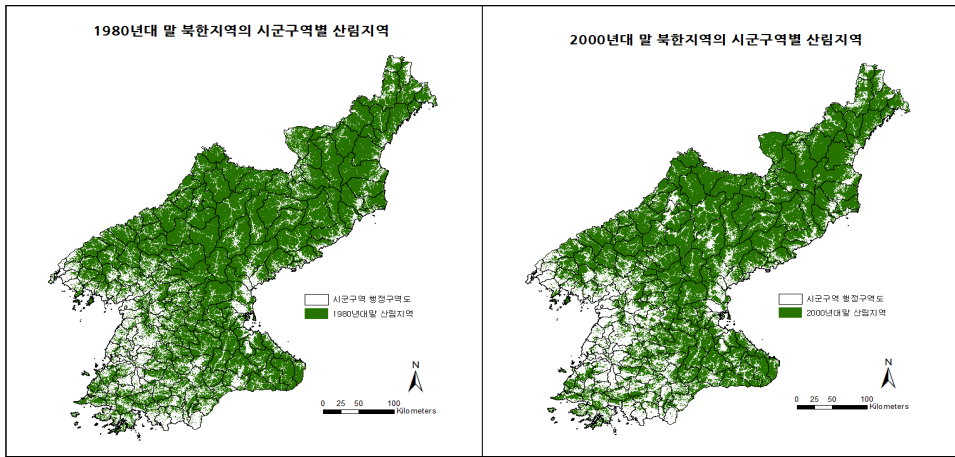 1980년대 말 북한지역의 시군구역별 산림지역
시군구역 행정구역도
1980년대말 산림지역
N
0 25 50 100
Kilometers
2000년대 말 북한지역의 시군구역별 산림지역
시군구역 행정구역도
2000년대말 산림지역
N
0 25 50 100
Kilometers